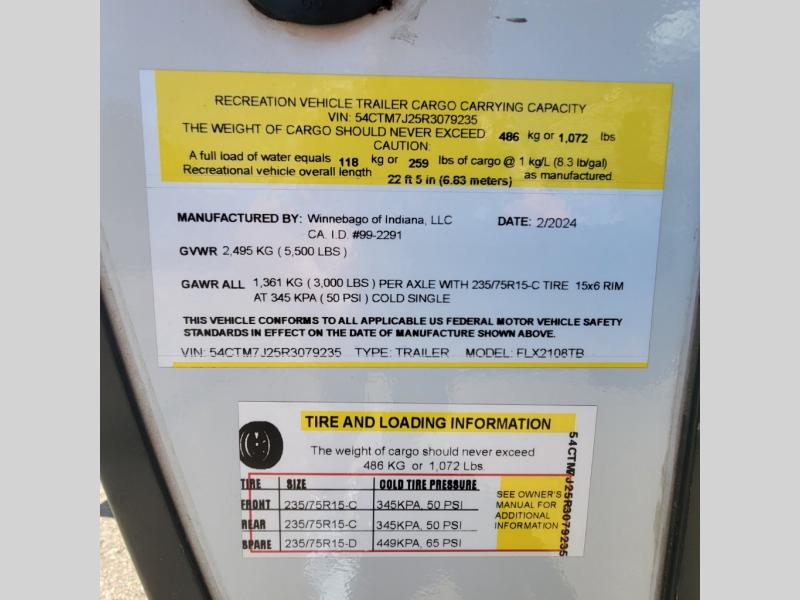 RECREATION VEHICLE TRAILER CARGO CARRYING CAPACITY
VIN: 54CTM7J25R3079235
THE WEIGHT OF CARGO SHOULD NEVER EXCEED 486 kg or 1,072 lbs
CAUTION:
A full load of water equals 118 kg or 259 lbs of cargo @ 1 kg/L (8.3 lb/gal)
Recreational vehicle overall length 22 ft 5 in (6.83 meters) as manufactured
MANUFACTURED BY: Winnebago of Indiana, LLC DATE: 2/2024
CA. I.D. #99-2291
GVWR 2,495 KG ( 5,500 LBS )
GAWR ALL 1,361 KG ( 3,000 LBS ) PER AXLE WITH 235/75R15-C TIRE 15x6 RIM
AT 345 KPA ( 50 PSI ) COLD SINGLE
THIS VEHICLE CONFORMS TO ALL APPLICABLE US FEDERAL MOTOR VEHICLE SAFETY
STANDARDS IN EFFECT ON THE DATE OF MANUFACTURE SHOWN ABOVE.
VIN: 54CTM7J25R3079235 TYPE: TRAILER MODEL: FLX2108TB
TIRE AND LOADING INFORMATION
The weight of cargo should never exceed
486 KG or 1,072 Lbs
TIRE SIZE COLD TIRE PRESSURE
FRONT 235/75R15-C 345KPA, 50 PSI
REAR 235/75R15-C 345KPA, 50 PSI
SPARE 235/75R15-D 449KPA, 65 PSI
SEE OWNER'S
MANUAL FOR
ADDITIONAL
INFORMATION
54CTM7J25R3079235